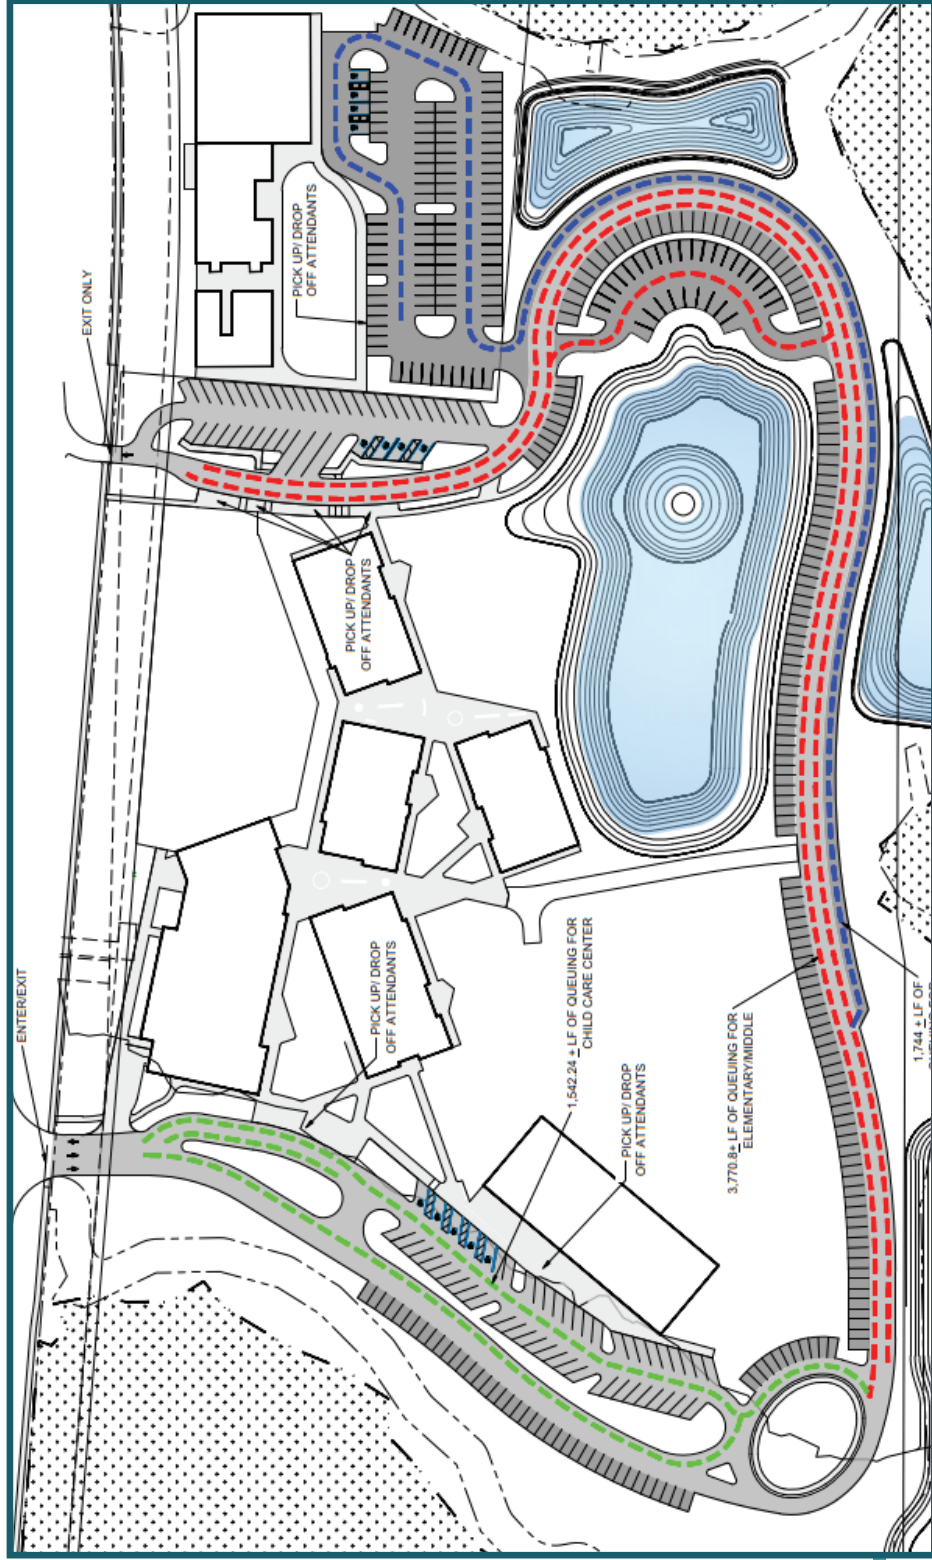 EXIT ONLY
PICK UP/ DROP
OFF ATTENDANTS
PICK UP/ DROP
OFF ATTENDANTS
ENTER/EXIT
PICK UP/ DROP
OFF ATTENDANTS
1,542.24 ± LF OF QUEUING FOR
CHILD CARE CENTER
PICK UP/ DROP
OFF ATTENDANTS
3,770.8± LF OF QUEUING FOR
ELEMENTARY/MIDDLE
1,744 ± LF OF